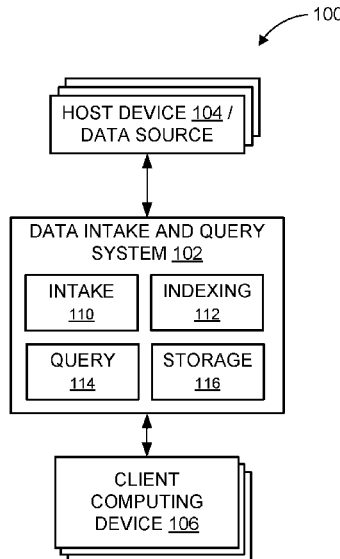 100
HOST DEVICE 104 /
DATA SOURCE
DATA INTAKE AND QUERY
SYSTEM 102
INTAKE
110
INDEXING
112
QUERY
114
STORAGE
116
CLIENT
COMPUTING
DEVICE 106